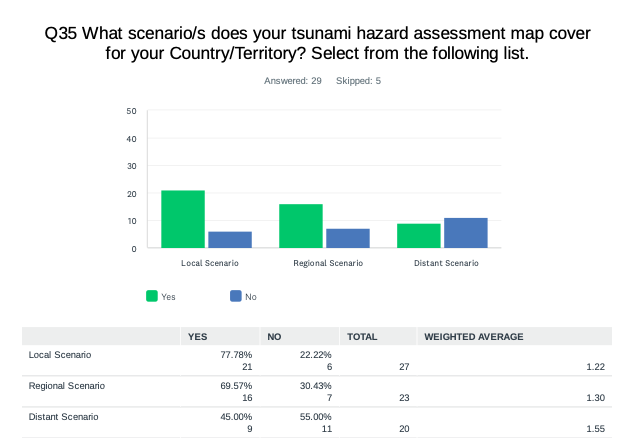 Q35 What scenario/s does your tsunami hazard assessment map cover
for your Country/Territory? Select from the following list.
Answered: 29 Skipped: 5
50
40
30
20
10
0
Local Scenario Regional Scenario Distant Scenario
Yes No
YES NO TOTAL WEIGHTED AVERAGE
Local Scenario 77.78% 22.22%
21 6 27 1.22
Regional Scenario 69.57% 30.43%
16 7 23 1.30
Distant Scenario 45.00% 55.00%
9 11 20 1.55